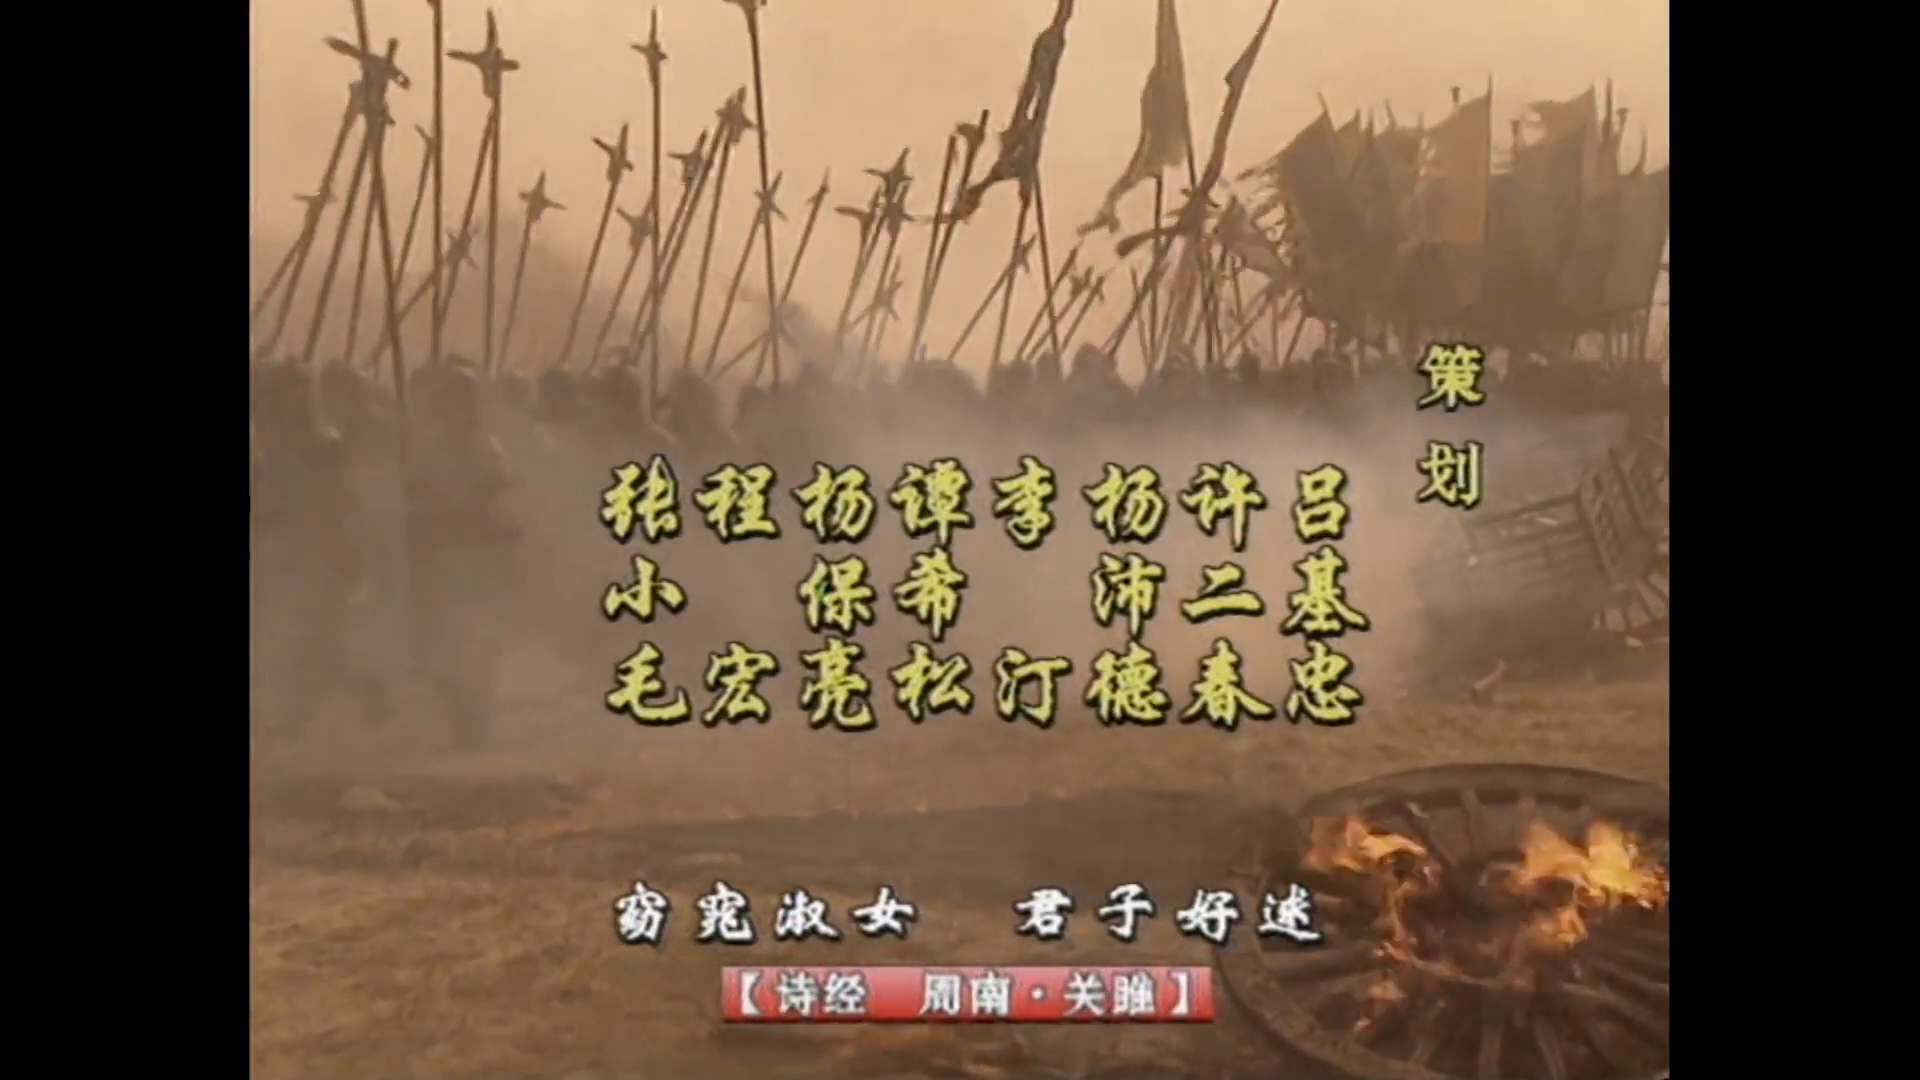 策划
吕基忠
许二春
杨沛德
李汀
谭希松
杨保亮
程宏
张小毛
窈窕淑女 君子好逑
【诗经 周南·关雎】